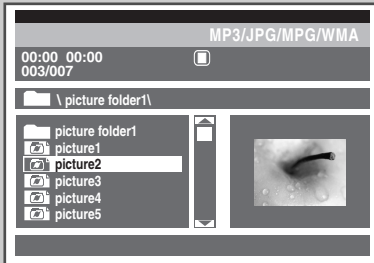 MP3/JPG/MPG/WMA
00:00 00:00
003/007
\ picture folder1\
picture folder1
picture1
picture2
picture3
picture4
picture5